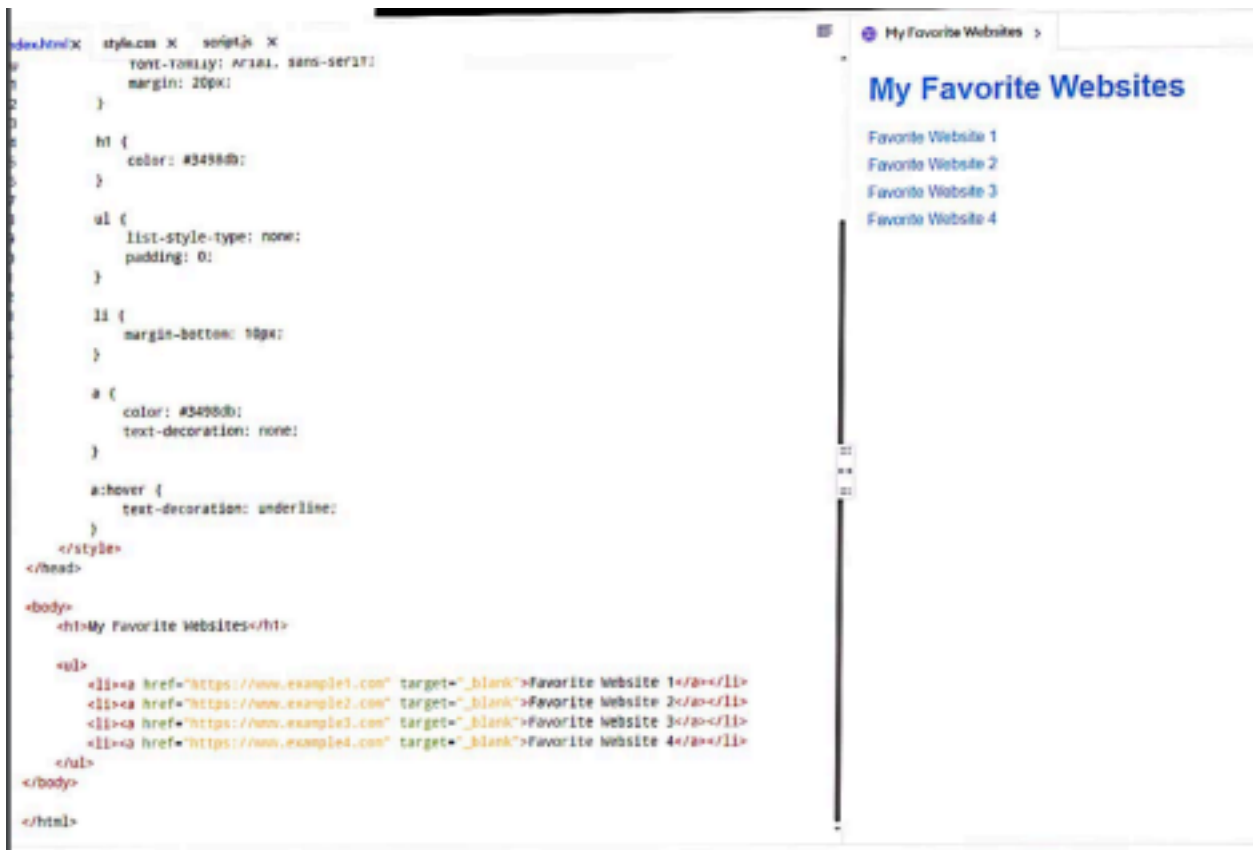 index.html x style.css x script.js x
font-family: Arial, sans-serif;
margin: 20px;
}
h1 {
color: #3498db;
}
ul {
list-style-type: none;
padding: 0;
}
li {
margin-bottom: 10px;
}
a {
color: #3498db;
text-decoration: none;
}
a:hover {
text-decoration: underline;
}
</style>
</head>
<body>
<h1>My Favorite Websites</h1>
<ul>
<li><a href="https://www.example1.com" target="_blank">Favorite Website 1</a></li>
<li><a href="https://www.example2.com" target="_blank">Favorite Website 2</a></li>
<li><a href="https://www.example3.com" target="_blank">Favorite Website 3</a></li>
<li><a href="https://www.example4.com" target="_blank">Favorite Website 4</a></li>
</ul>
</body>
</html>
My Favorite Websites >
My Favorite Websites
Favorite Website 1
Favorite Website 2
Favorite Website 3
Favorite Website 4